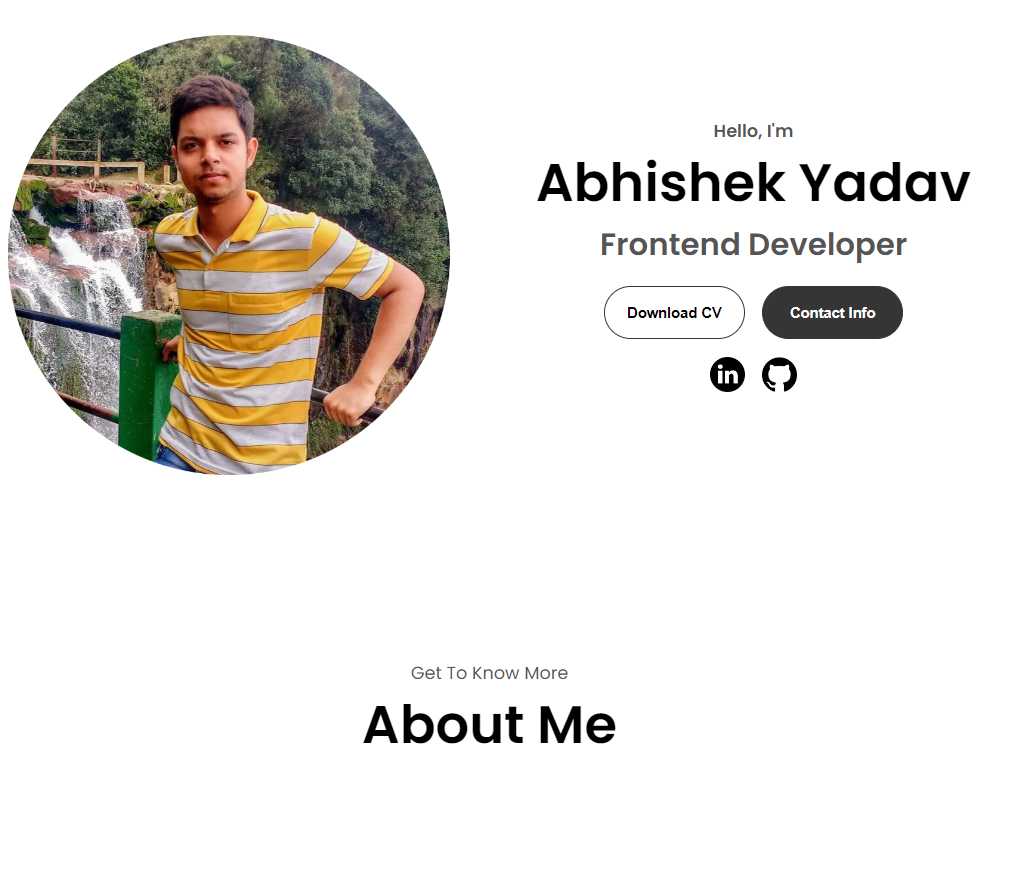 Hello, I'm
Abhishek Yadav
Frontend Developer
Download CV
Contact Info
in
Get To Know More
About Me